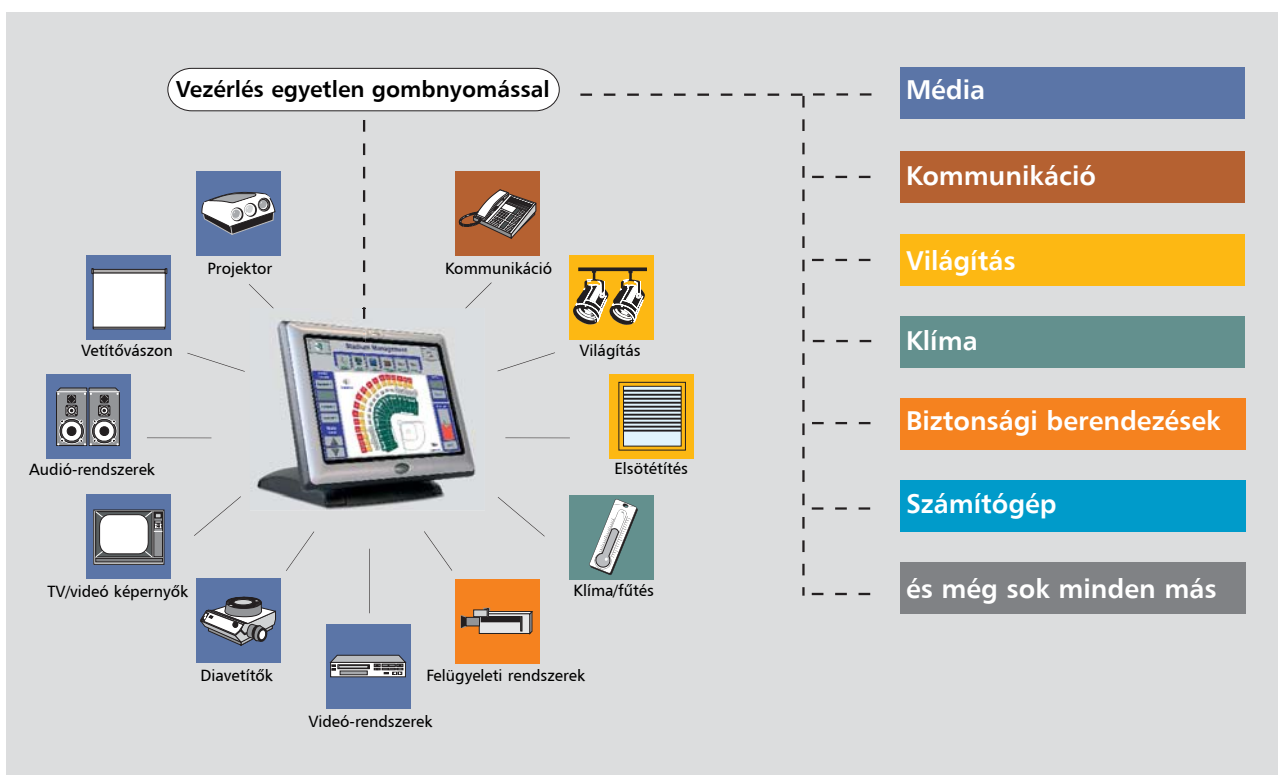 Vezérlés egyetlen gombnyomással
Projektor
Kommunikáció
Vetítővászon
Világítás
Audió-rendszerek
Elsötétítés
TV/videó képernyők
Klíma/fűtés
Diavetítők
Felügyeleti rendszerek
Videó-rendszerek
Stadium Management
Média
Kommunikáció
Világítás
Klíma
Biztonsági berendezések
Számítógép
és még sok minden más